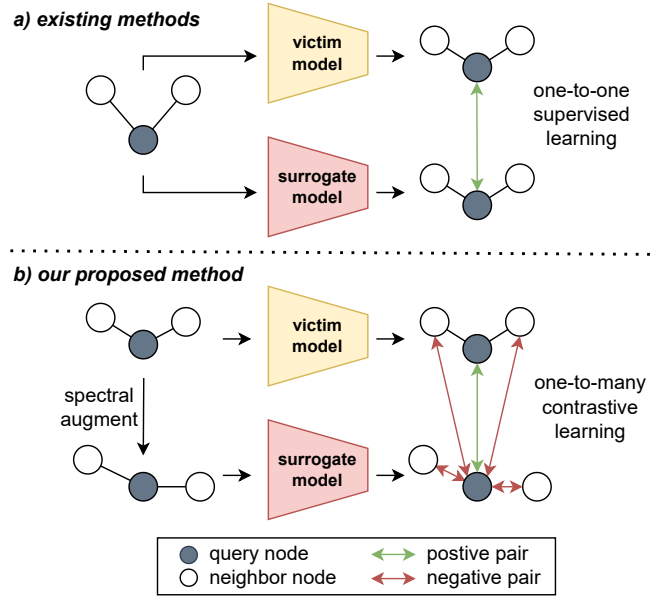 a) existing methods
victim
model
one-to-one
supervised
learning
surrogate
model
b) our proposed method
victim
model
spectral
augment
one-to-many
contrastive
learning
surrogate
model
query node
postive pair
neighbor node
negative pair